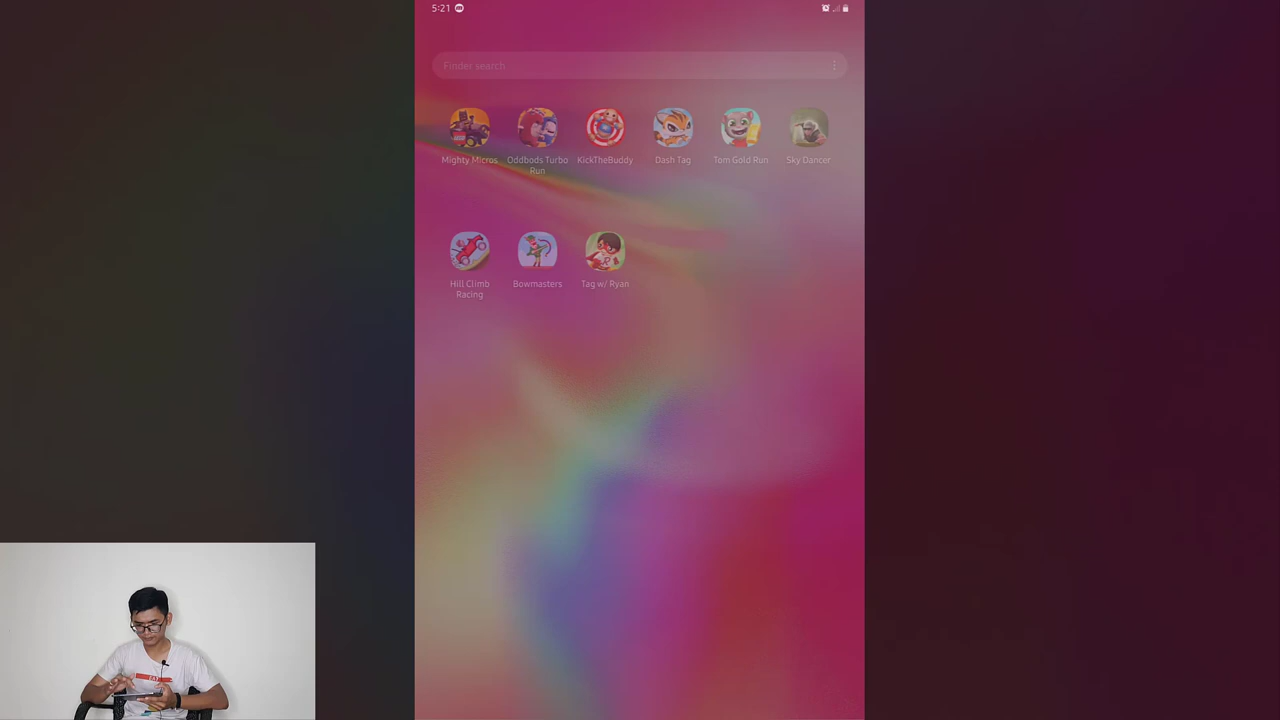 5:21
Finder search
Mighty Micros
Oddbods Turbo
Run
KickTheBuddy
Dash Tag
Tom Gold Run
Sky Dancer
Hill Climb
Racing
Bowmasters
Tag w/ Ryan